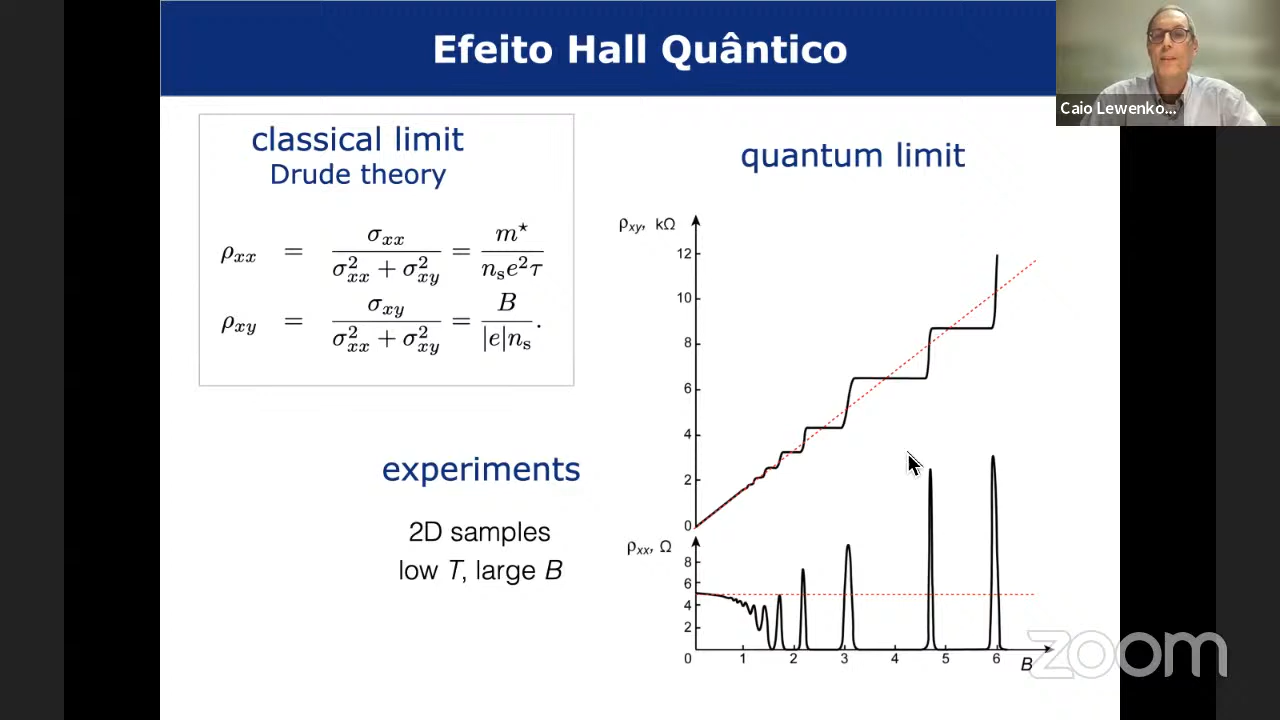 Efeito Hall Quântico
Caio Lewenko...
classical limit
Drude theory
ρxx = σxx / (σ²xx + σ²xy) = m⋆ / (nse²τ)
ρxy = σxy / (σ²xx + σ²xy) = B / (|e|ns).
experiments
2D samples
low T, large B
quantum limit
ρxy, kΩ
12
10
8
6
4
2
0
ρxx, Ω
8
6
4
2
0 1 2 3 4 5 6 B
zoom